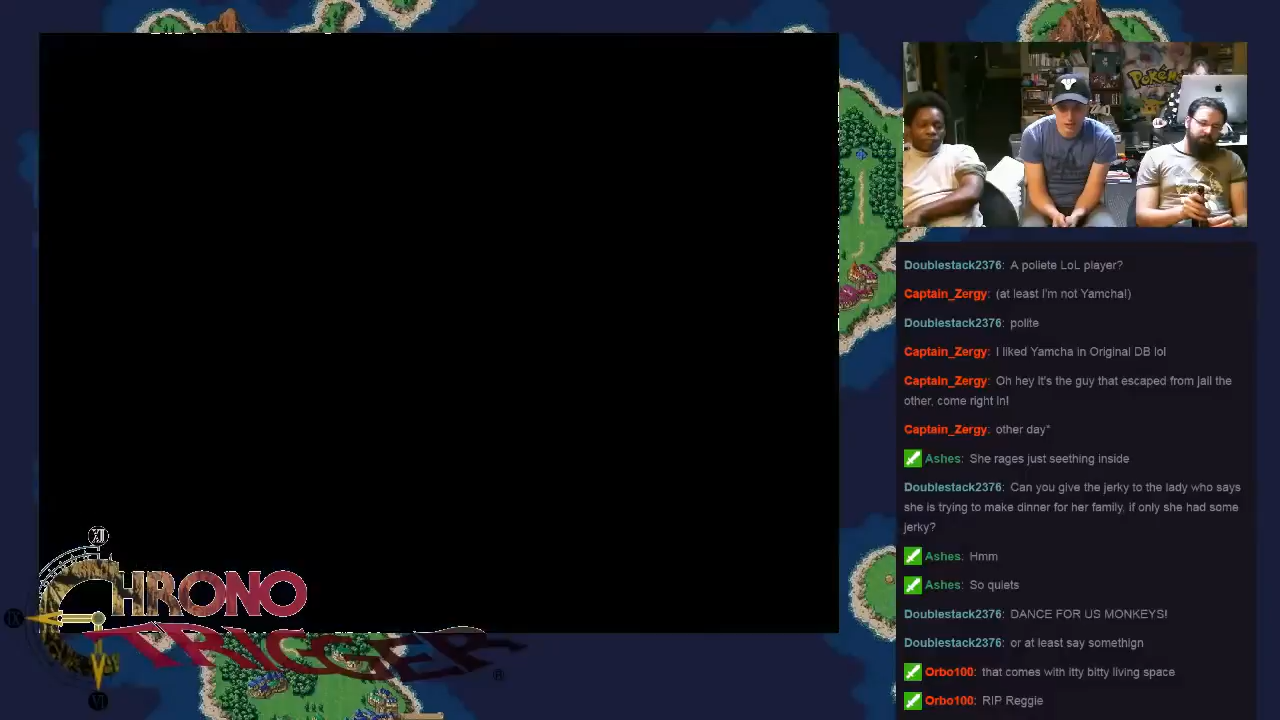 POKéM
Doublestack2376: A poliete LoL player?
Captain_Zergy: (at least I'm not Yamcha!)
Doublestack2376: polite
Captain_Zergy: I liked Yamcha in Original DB lol
Captain_Zergy: Oh hey it's the guy that escaped from jail the
other, come right in!
Captain_Zergy: other day*
Ashes: She rages just seething inside
Doublestack2376: Can you give the jerky to the lady who says
she is trying to make dinner for her family, if only she had some
jerky?
Ashes: Hmm
Ashes: So quiets
Doublestack2376: DANCE FOR US MONKEYS!
Doublestack2376: or at least say somethign
Orbo100: that comes with itty bitty living space
Orbo100: RIP Reggie
XII
CHRONO
TRIGGER®
IX
VI